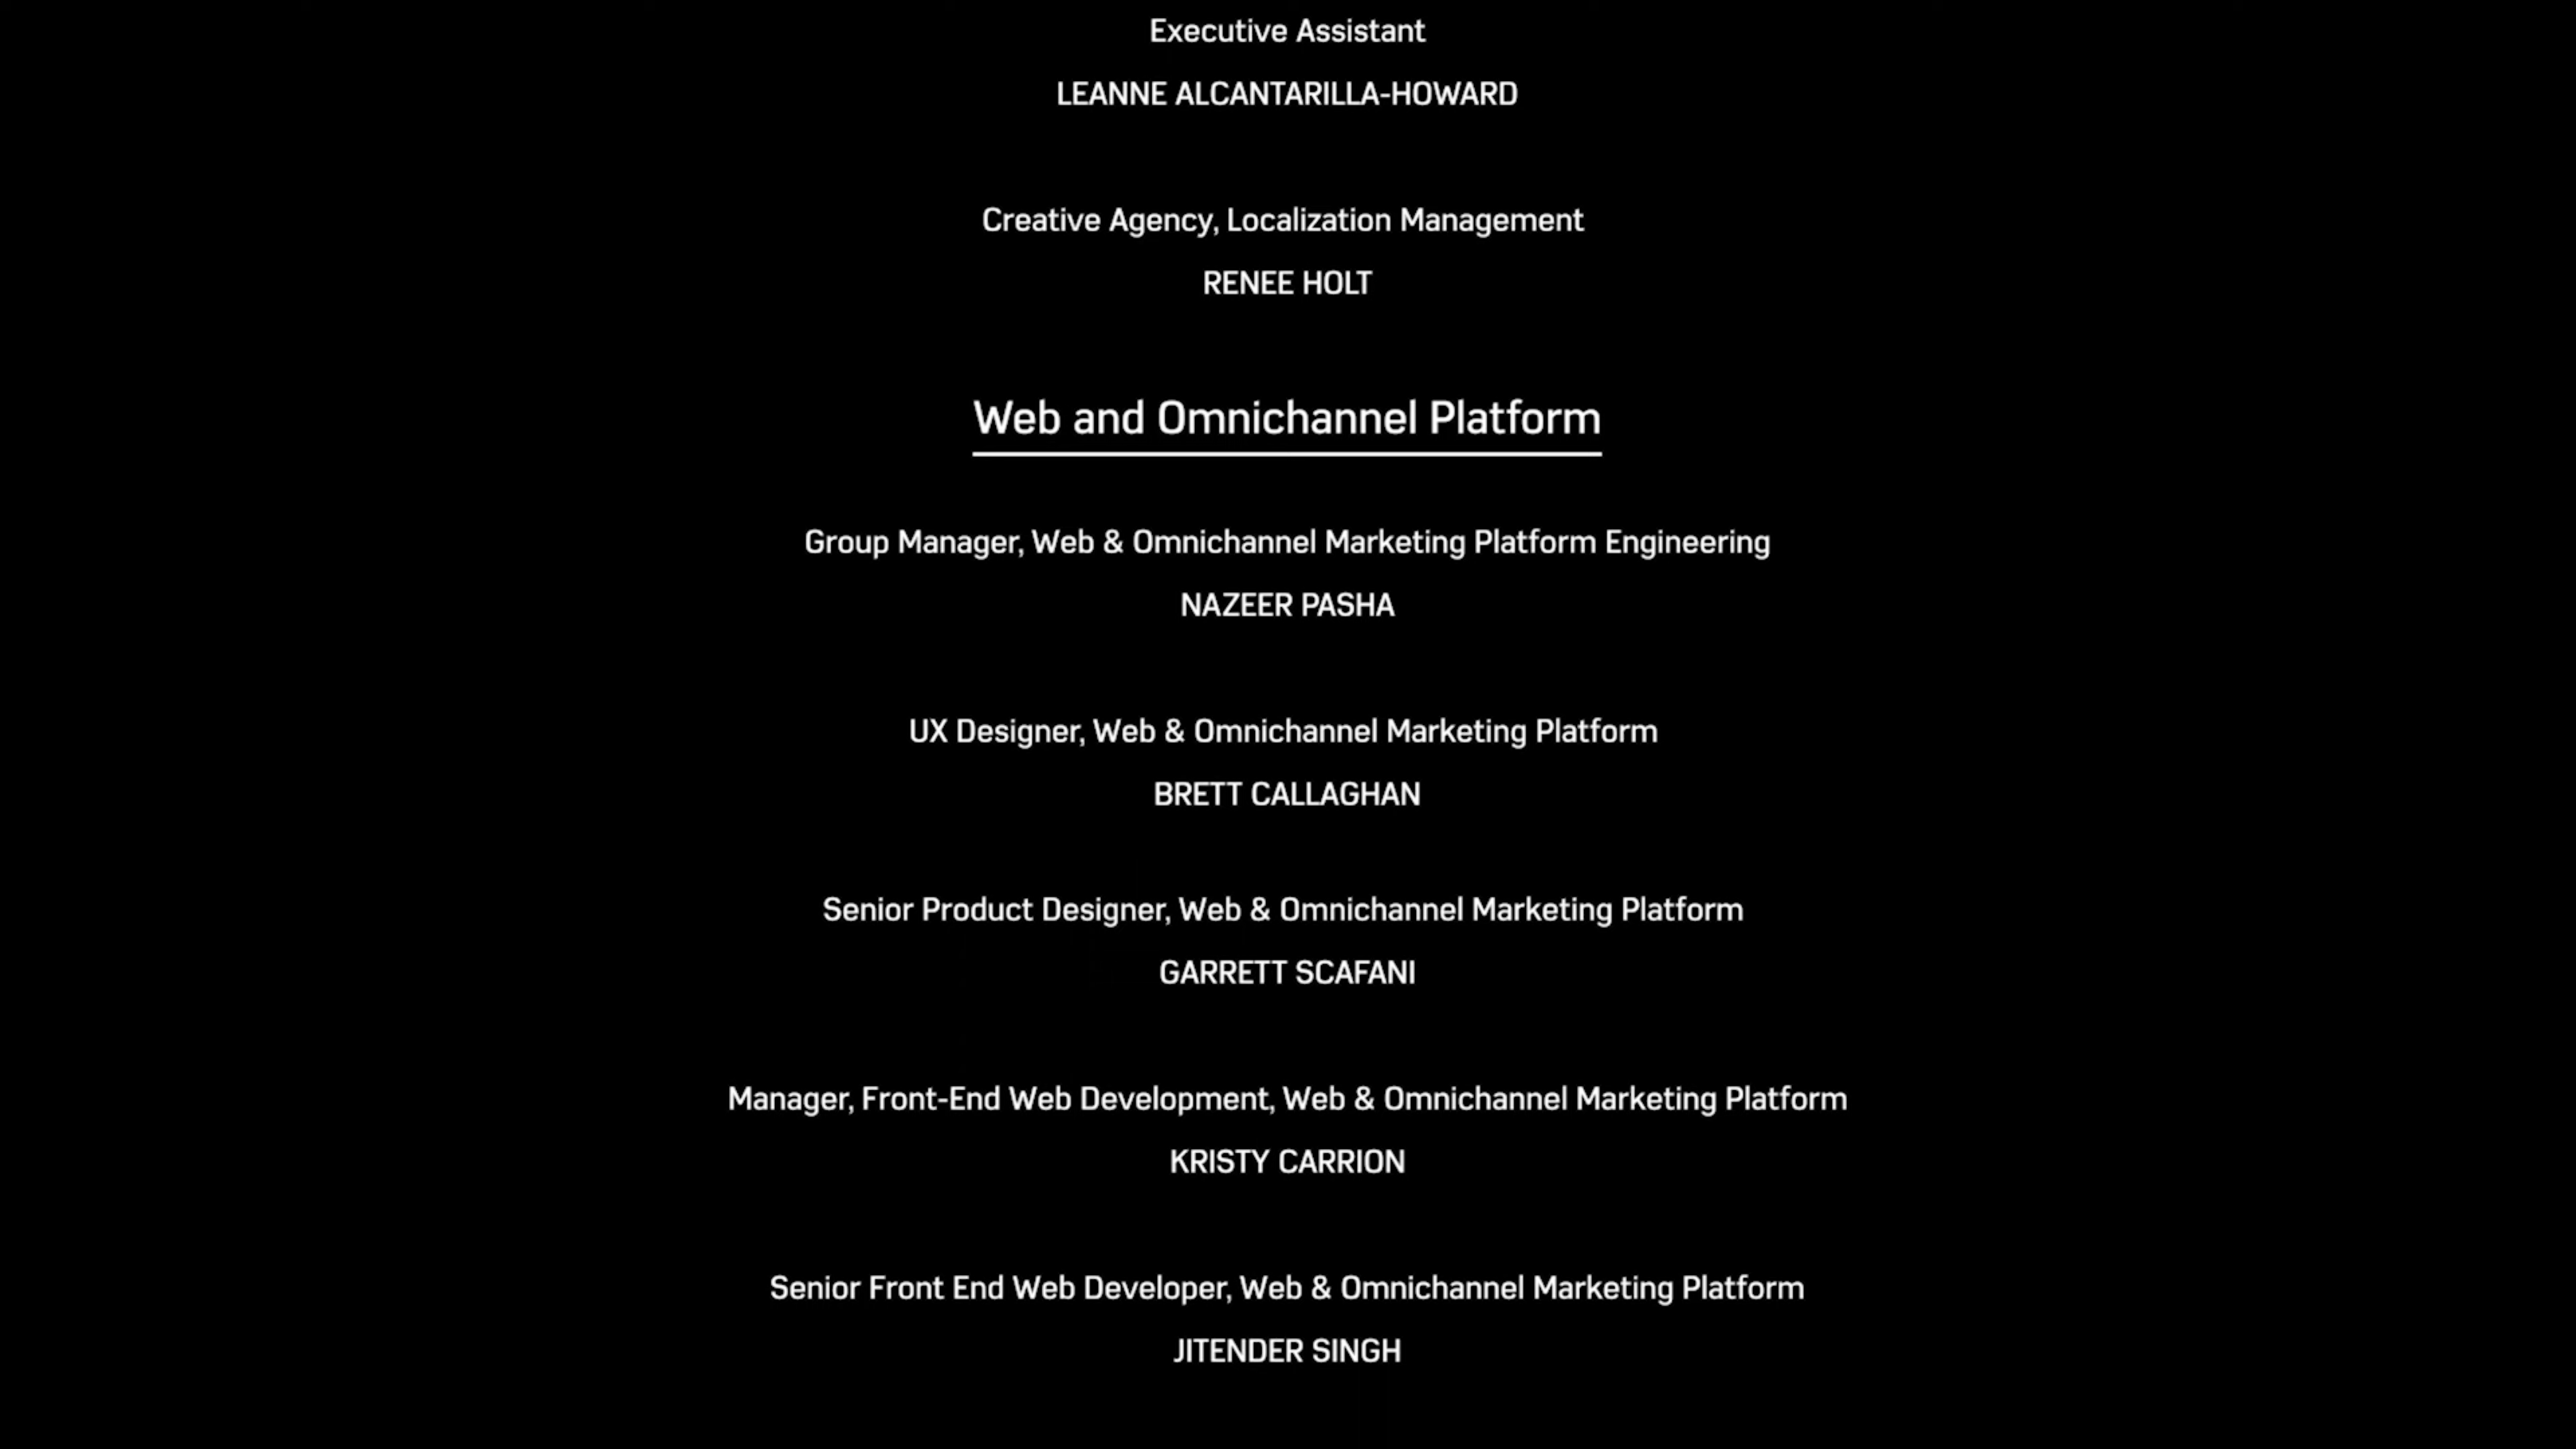 Executive Assistant
LEANNE ALCANTARILLA-HOWARD
Creative Agency, Localization Management
RENEE HOLT
Web and Omnichannel Platform
Group Manager, Web & Omnichannel Marketing Platform Engineering
NAZEER PASHA
UX Designer, Web & Omnichannel Marketing Platform
BRETT CALLAGHAN
Senior Product Designer, Web & Omnichannel Marketing Platform
GARRETT SCAFANI
Manager, Front-End Web Development, Web & Omnichannel Marketing Platform
KRISTY CARRION
Senior Front End Web Developer, Web & Omnichannel Marketing Platform
JITENDER SINGH